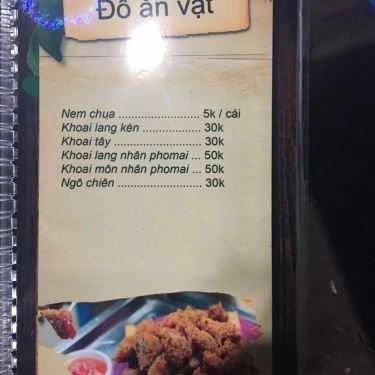 Đồ ăn vặt
Nem chua .......................... 5k / cái
Khoai lang kén .................. 30k
Khoai tây ............................ 30k
Khoai lang nhân phomai ... 50k
Khoai môn nhân phomai ... 50k
Ngô chiên .......................... 30k